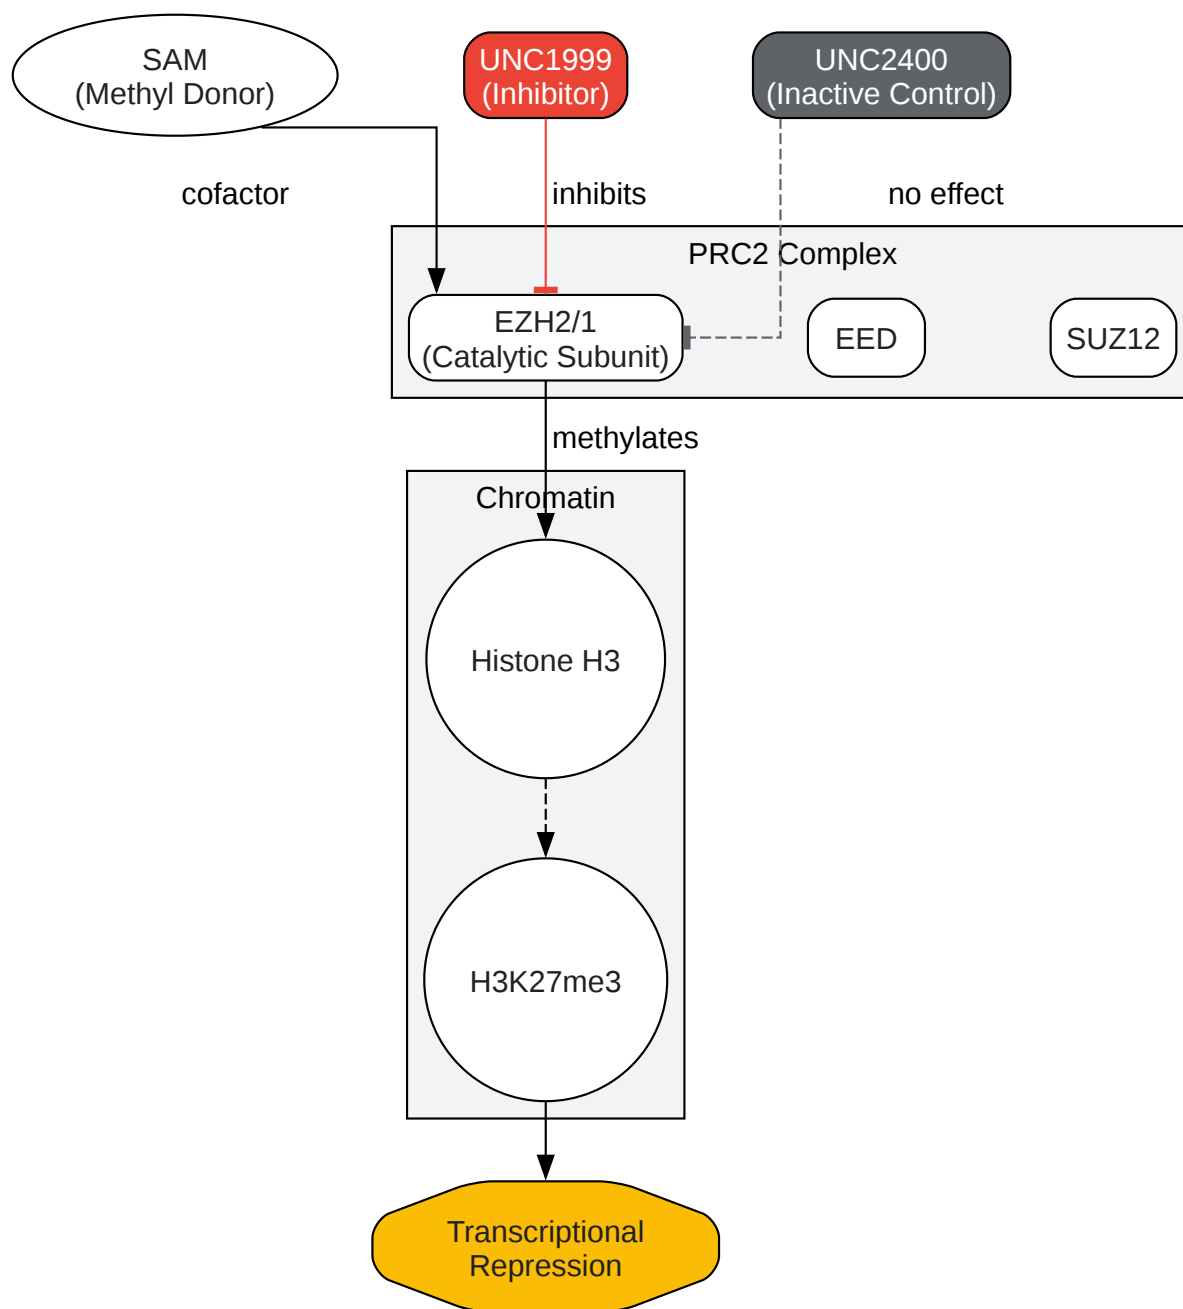 SAM
(Methyl Donor)
UNC1999
(Inhibitor)
UNC2400
(Inactive Control)
cofactor
inhibits
no effect
PRC2 Complex
EZH2/1
(Catalytic Subunit)
EED
SUZ12
methylates
Chromatin
Histone H3
H3K27me3
Transcriptional
Repression